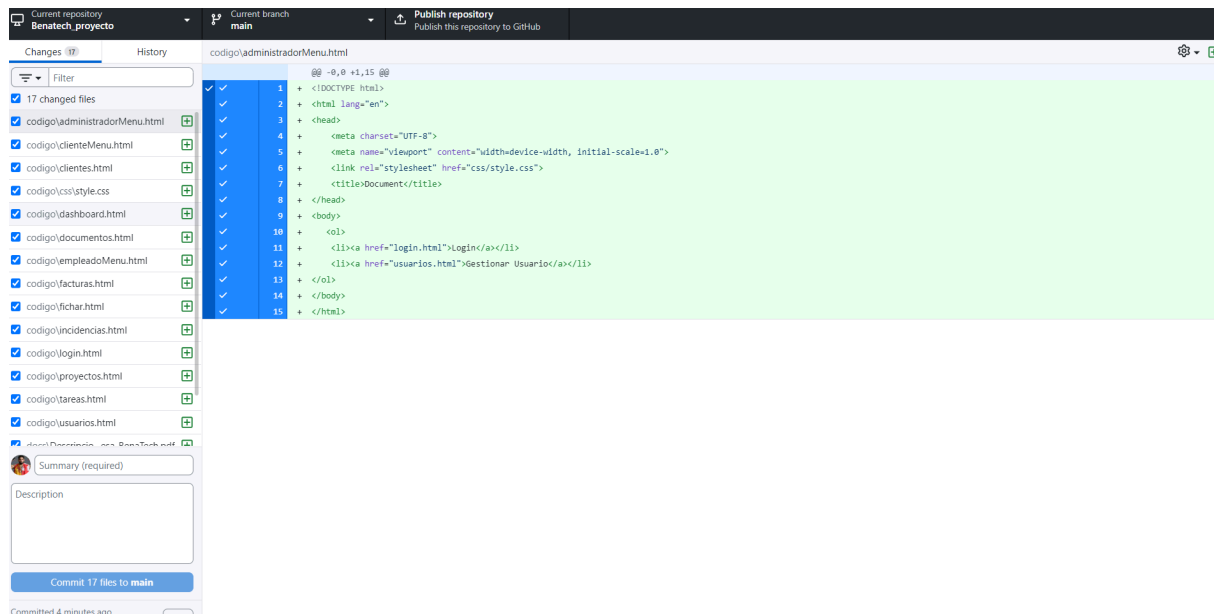 Current repository
Benatech_proyecto
Current branch
main
Publish repository
Publish this repository to GitHub
Changes 17
History
codigo\administradorMenu.html
Filter
17 changed files
codigo\administradorMenu.html
codigo\clienteMenu.html
codigo\clientes.html
codigo\css\style.css
codigo\dashboard.html
codigo\documentos.html
codigo\empleadoMenu.html
codigo\facturas.html
codigo\fichar.html
codigo\incidencias.html
codigo\login.html
codigo\proyectos.html
codigo\tareas.html
codigo\usuarios.html
docs\Descripcio...esa_BenaTech.pdf
Summary (required)
Description
Commit 17 files to main
Committed 4 minutes ago
@@ -0,0 +1,15 @@
1 + <!DOCTYPE html>
2 + <html lang="en">
3 + <head>
4 + <meta charset="UTF-8">
5 + <meta name="viewport" content="width=device-width, initial-scale=1.0">
6 + <link rel="stylesheet" href="css/style.css">
7 + <title>Document</title>
8 + </head>
9 + <body>
10 + <ol>
11 + <li><a href="login.html">Login</a></li>
12 + <li><a href="usuarios.html">Gestionar Usuario</a></li>
13 + </ol>
14 + </body>
15 + </html>